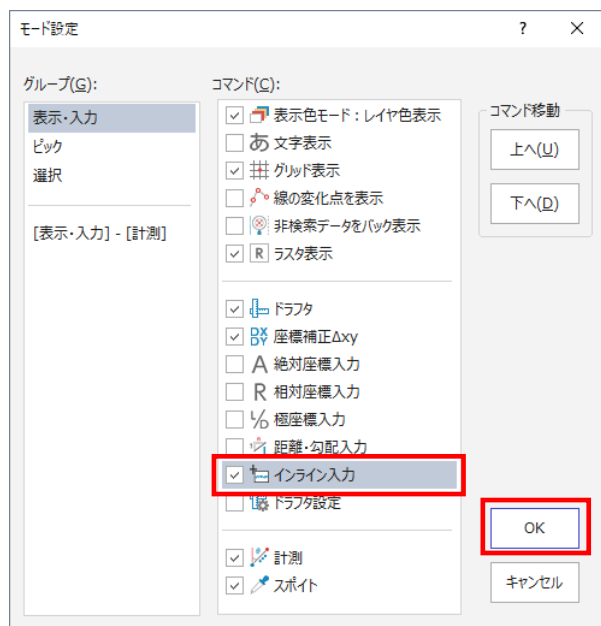 モード設定
?
×
グループ(G):
表示・入力
ピック
選択
[表示・入力] - [計測]
コマンド(C):
表示色モード：レイヤ色表示
あ 文字表示
グリッド表示
線の変化点を表示
非検索データをバック表示
R ラスタ表示
ドラフタ
DX DY 座標補正Δxy
A 絶対座標入力
R 相対座標入力
L/θ 極座標入力
距離・勾配入力
インライン入力
ドラフタ設定
計測
スポイト
コマンド移動
上へ(U)
下へ(D)
OK
キャンセル